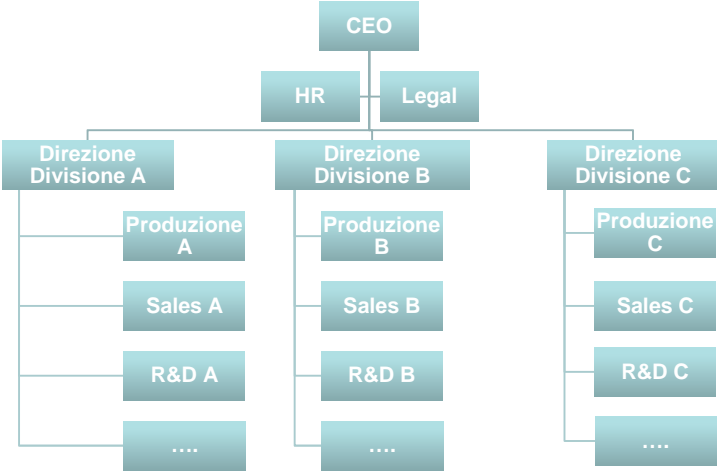 CEO
HR
Legal
Direzione
Divisione A
Direzione
Divisione B
Direzione
Divisione C
Produzione
A
Sales A
R&D A
....
Produzione
B
Sales B
R&D B
....
Produzione
C
Sales C
R&D C
....